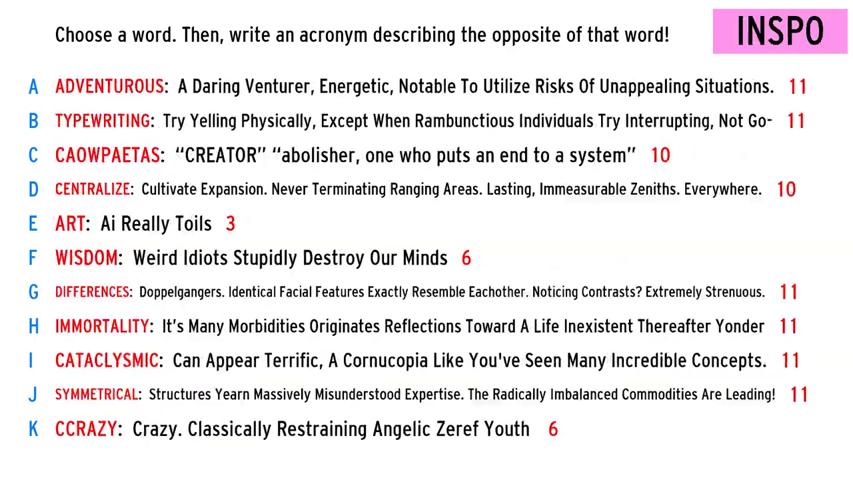 Choose a word. Then, write an acronym describing the opposite of that word!
INSPO
A ADVENTUROUS: A Daring Venturer, Energetic, Notable To Utilize Risks Of Unappealing Situations. 11
B TYPEWRITING: Try Yelling Physically, Except When Rambunctious Individuals Try Interrupting, Not Go- 11
C CAOWPAETAS: “CREATOR” “abolisher, one who puts an end to a system” 10
D CENTRALIZE: Cultivate Expansion. Never Terminating Ranging Areas. Lasting, Immeasurable Zeniths. Everywhere. 10
E ART: Ai Really Toils 3
F WISDOM: Weird Idiots Stupidly Destroy Our Minds 6
G DIFFERENCES: Doppelgangers. Identical Facial Features Exactly Resemble Eachother. Noticing Contrasts? Extremely Strenuous. 11
H IMMORTALITY: It’s Many Morbidities Originates Reflections Toward A Life Inexistent Thereafter Yonder 11
I CATACLYSMIC: Can Appear Terrific, A Cornucopia Like You've Seen Many Incredible Concepts. 11
J SYMMETRICAL: Structures Yearn Massively Misunderstood Expertise. The Radically Imbalanced Commodities Are Leading! 11
K CCRAZY: Crazy. Classically Restraining Angelic Zeref Youth 6